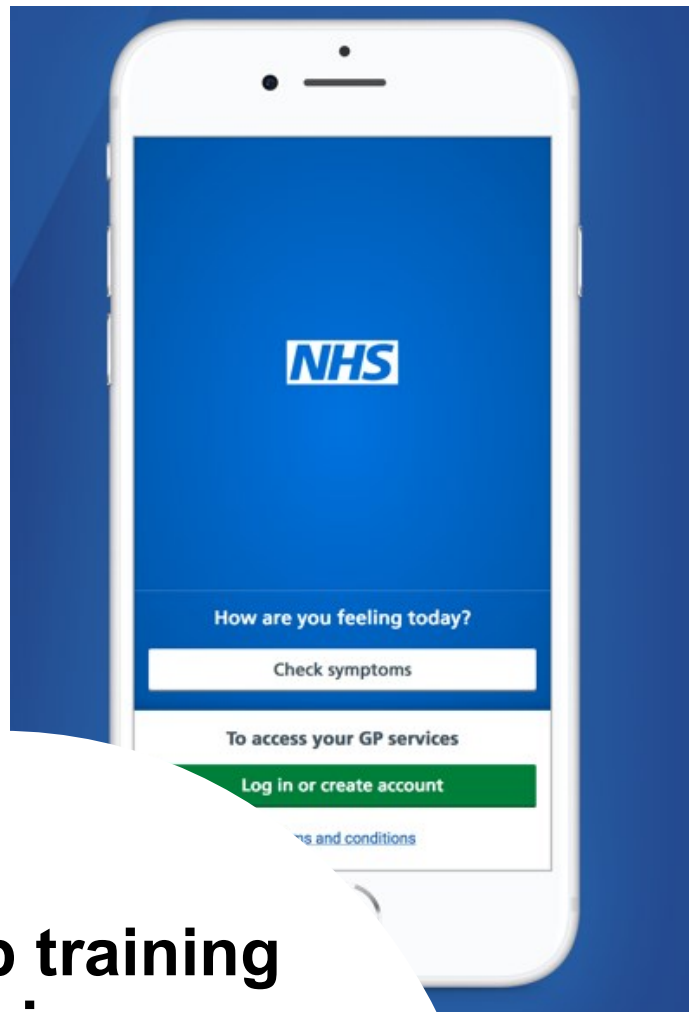 NHS
How are you feeling today?
Check symptoms
To access your GP services
Log in or create account
and conditions
training